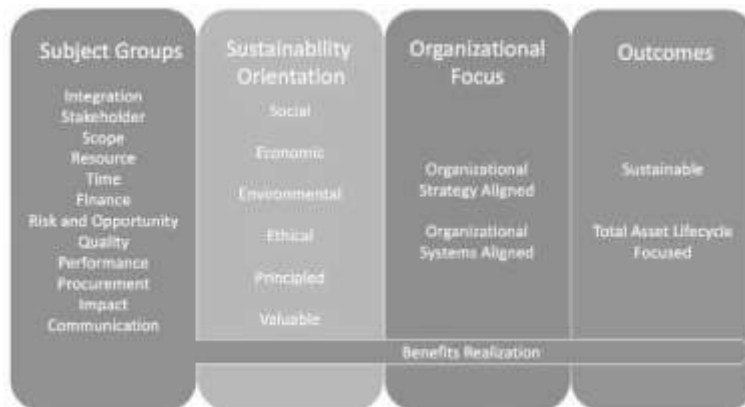 Subject Groups
Integration
Stakeholder
Scope
Resource
Time
Finance
Risk and Opportunity
Quality
Performance
Procurement
Impact
Communication
Sustainability
Orientation
Social
Economic
Environmental
Ethical
Principled
Valuable
Organizational
Focus
Organizational
Strategy Aligned
Organizational
Systems Aligned
Outcomes
Sustainable
Total Asset Lifecycle
Focused
Benefits Realization